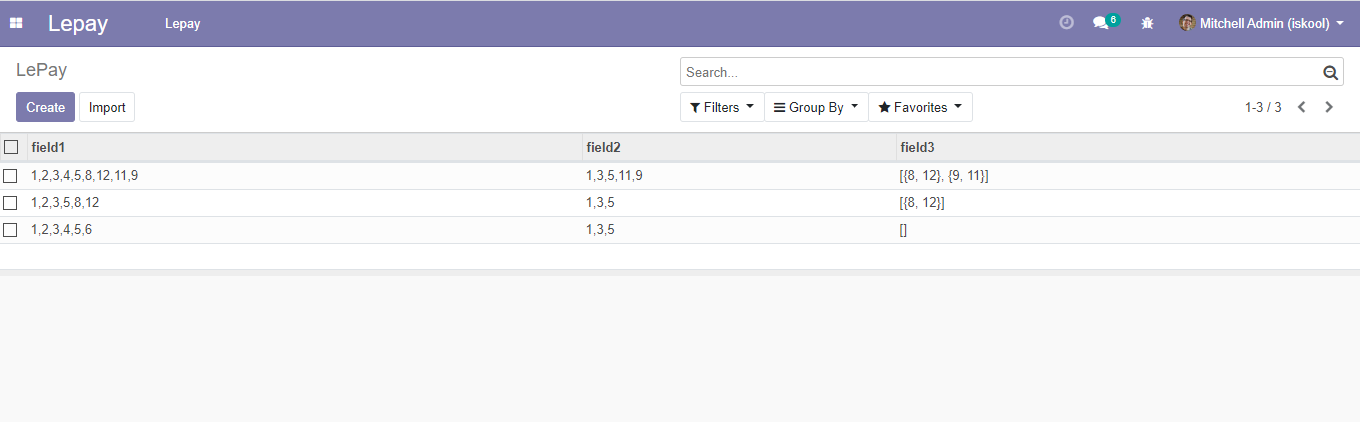 Lepay Lepay 6 Mitchell Admin (iskool)
LePay Search...
Create Import Filters Group By Favorites 1-3 / 3
field1 field2 field3
1,2,3,4,5,8,12,11,9 1,3,5,11,9 [{8, 12}, {9, 11}]
1,2,3,5,8,12 1,3,5 [{8, 12}]
1,2,3,4,5,6 1,3,5 []